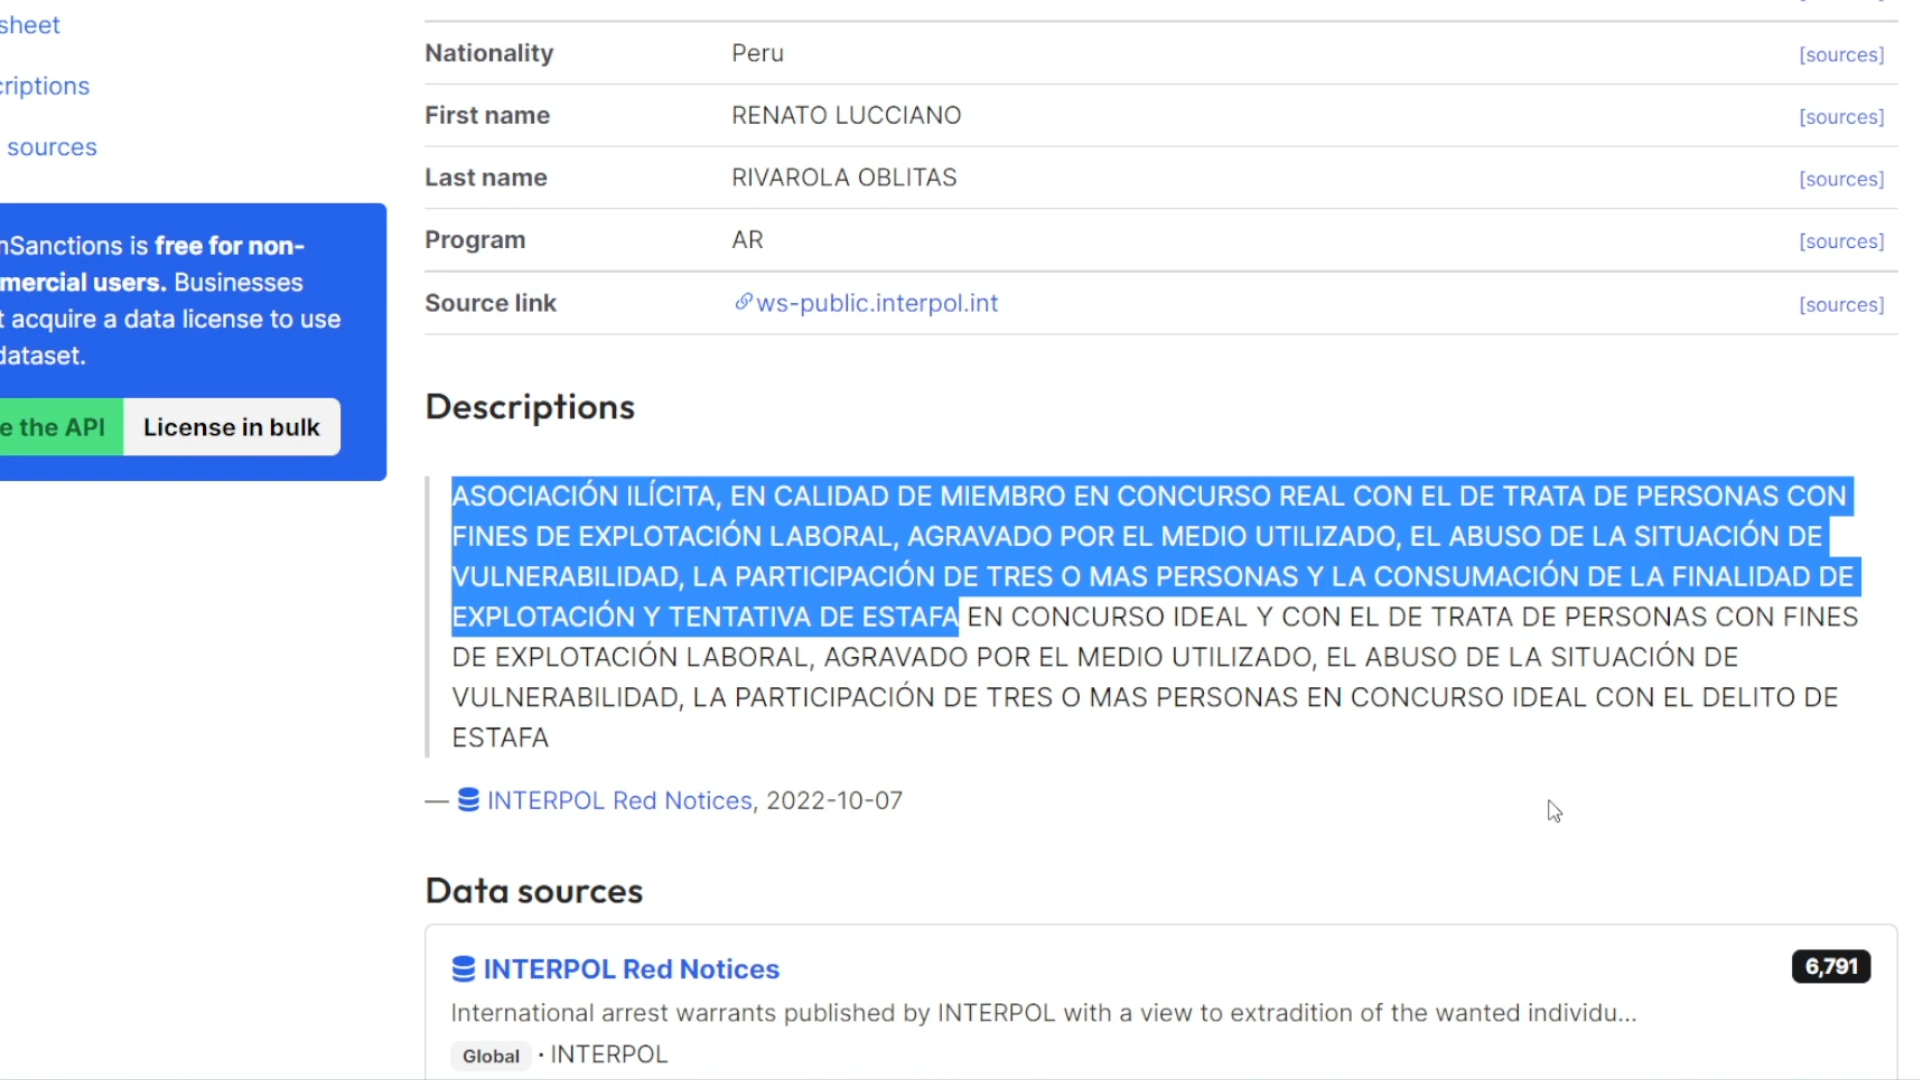 sheet
criptions
sources
nSanctions is free for non-
mercial users. Businesses
t acquire a data license to use
dataset.
e the API
License in bulk
Nationality Peru [sources]
First name RENATO LUCCIANO [sources]
Last name RIVAROLA OBLITAS [sources]
Program AR [sources]
Source link ws-public.interpol.int [sources]
Descriptions
ASOCIACIÓN ILÍCITA, EN CALIDAD DE MIEMBRO EN CONCURSO REAL CON EL DE TRATA DE PERSONAS CON
FINES DE EXPLOTACIÓN LABORAL, AGRAVADO POR EL MEDIO UTILIZADO, EL ABUSO DE LA SITUACIÓN DE
VULNERABILIDAD, LA PARTICIPACIÓN DE TRES O MAS PERSONAS Y LA CONSUMACIÓN DE LA FINALIDAD DE
EXPLOTACIÓN Y TENTATIVA DE ESTAFA EN CONCURSO IDEAL Y CON EL DE TRATA DE PERSONAS CON FINES
DE EXPLOTACIÓN LABORAL, AGRAVADO POR EL MEDIO UTILIZADO, EL ABUSO DE LA SITUACIÓN DE
VULNERABILIDAD, LA PARTICIPACIÓN DE TRES O MAS PERSONAS EN CONCURSO IDEAL CON EL DELITO DE
ESTAFA
— INTERPOL Red Notices, 2022-10-07
Data sources
INTERPOL Red Notices 6,791
International arrest warrants published by INTERPOL with a view to extradition of the wanted individu...
Global · INTERPOL